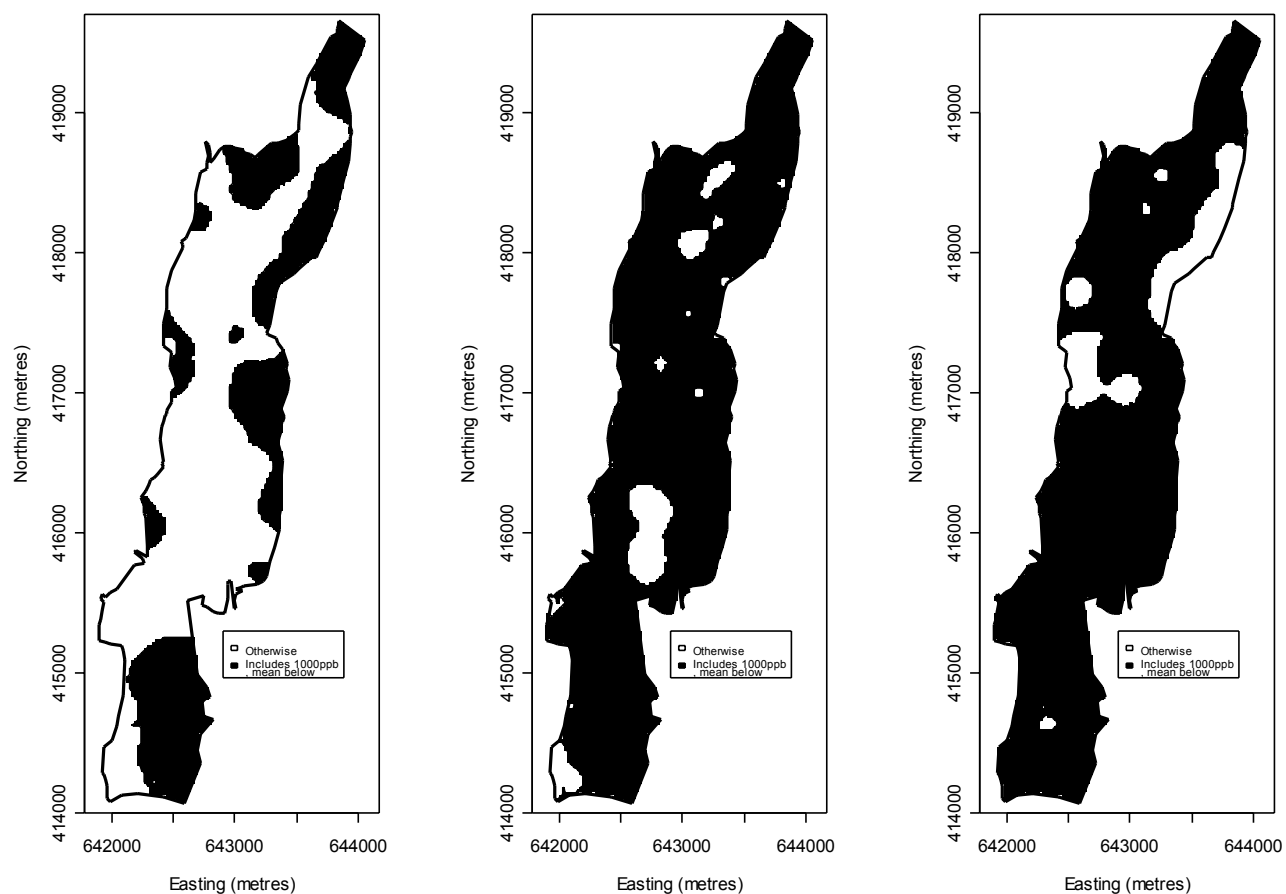 419000
418000
417000
416000
415000
414000
Northing (metres)
Otherwise
Includes 1000ppb
, mean below
642000 643000 644000
Easting (metres)
419000
418000
417000
416000
415000
414000
Northing (metres)
Otherwise
Includes 1000ppb
, mean below
642000 643000 644000
Easting (metres)
419000
418000
417000
416000
415000
414000
Northing (metres)
Otherwise
Includes 1000ppb
, mean below
642000 643000 644000
Easting (metres)